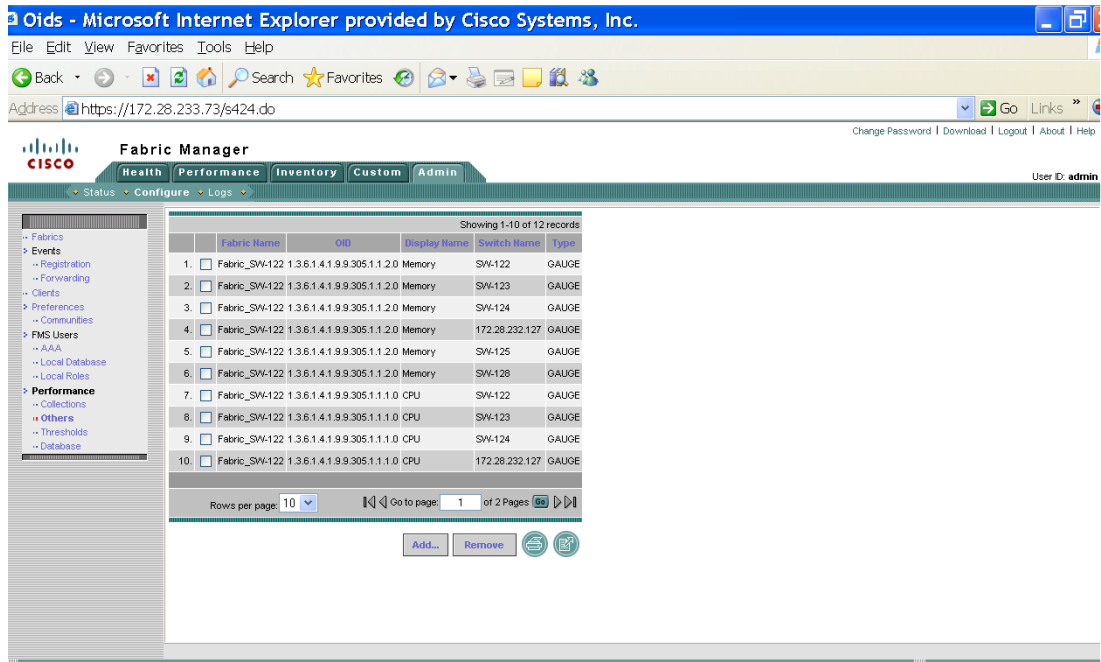 Oids - Microsoft Internet Explorer provided by Cisco Systems, Inc.
File Edit View Favorites Tools Help
Back Search Favorites
Address https://172.28.233.73/s424.do Go Links »
Change Password | Download | Logout | About | Help
CISCO Fabric Manager
Health Performance Inventory Custom Admin
User ID: admin
Status Configure Logs
Fabrics
Events
Registration
Forwarding
Clients
Preferences
Communities
FMS Users
AAA
Local Database
Local Roles
Performance
Collections
Others
Thresholds
Database
Showing 1-10 of 12 records
Fabric Name OID Display Name Switch Name Type
1. Fabric_SW-122 1.3.6.1.4.1.9.9.305.1.1.2.0 Memory SW-122 GAUGE
2. Fabric_SW-122 1.3.6.1.4.1.9.9.305.1.1.2.0 Memory SW-123 GAUGE
3. Fabric_SW-122 1.3.6.1.4.1.9.9.305.1.1.2.0 Memory SW-124 GAUGE
4. Fabric_SW-122 1.3.6.1.4.1.9.9.305.1.1.2.0 Memory 172.28.232.127 GAUGE
5. Fabric_SW-122 1.3.6.1.4.1.9.9.305.1.1.2.0 Memory SW-125 GAUGE
6. Fabric_SW-122 1.3.6.1.4.1.9.9.305.1.1.2.0 Memory SW-128 GAUGE
7. Fabric_SW-122 1.3.6.1.4.1.9.9.305.1.1.1.0 CPU SW-122 GAUGE
8. Fabric_SW-122 1.3.6.1.4.1.9.9.305.1.1.1.0 CPU SW-123 GAUGE
9. Fabric_SW-122 1.3.6.1.4.1.9.9.305.1.1.1.0 CPU SW-124 GAUGE
10. Fabric_SW-122 1.3.6.1.4.1.9.9.305.1.1.1.0 CPU 172.28.232.127 GAUGE
Rows per page: 10 Go to page: 1 of 2 Pages Go
Add... Remove